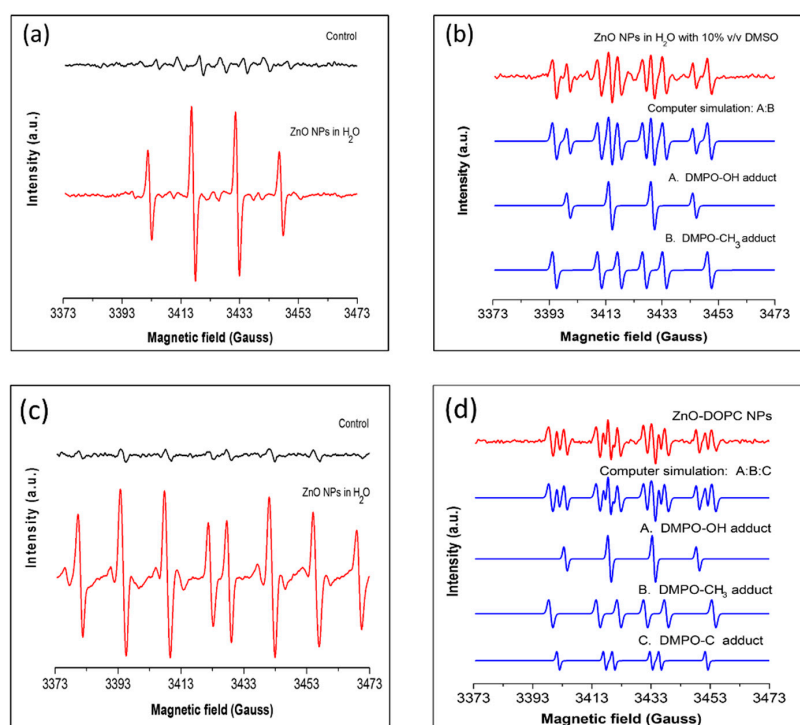 (a)
Control
ZnO NPs in H2O
Intensity (a.u.)
3373 3393 3413 3433 3453 3473
Magnetic field (Gauss)
(b)
ZnO NPs in H2O with 10% v/v DMSO
Computer simulation: A:B
A. DMPO-OH adduct
B. DMPO-CH3 adduct
Intensity (a.u.)
3373 3393 3413 3433 3453 3473
Magnetic field (Gauss)
(c)
Control
ZnO NPs in H2O
Intensity (a.u.)
3373 3393 3413 3433 3453 3473
Magnetic field (Gauss)
(d)
ZnO-DOPC NPs
Computer simulation: A:B:C
A. DMPO-OH adduct
B. DMPO-CH3 adduct
C. DMPO-C adduct
Intensity (a.u.)
3373 3393 3413 3433 3453 3473
Magnetic field (Gauss)